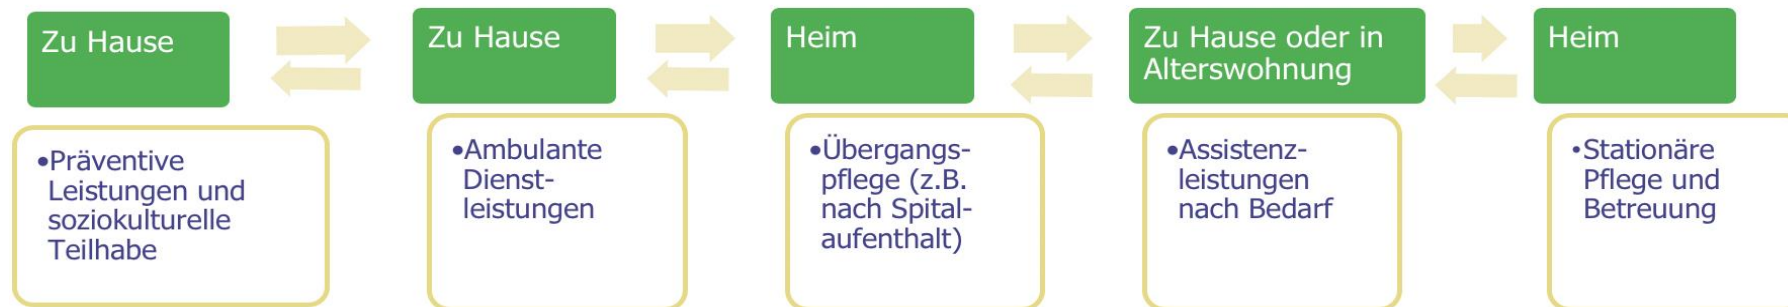 Zu Hause
•Präventive
Leistungen und
soziokulturelle
Teilhabe
Zu Hause
•Ambulante
Dienst-
leistungen
Heim
•Übergangs-
pflege (z.B.
nach Spital-
aufenthalt)
Zu Hause oder in
Alterswohnung
•Assistenz-
leistungen
nach Bedarf
Heim
•Stationäre
Pflege und
Betreuung